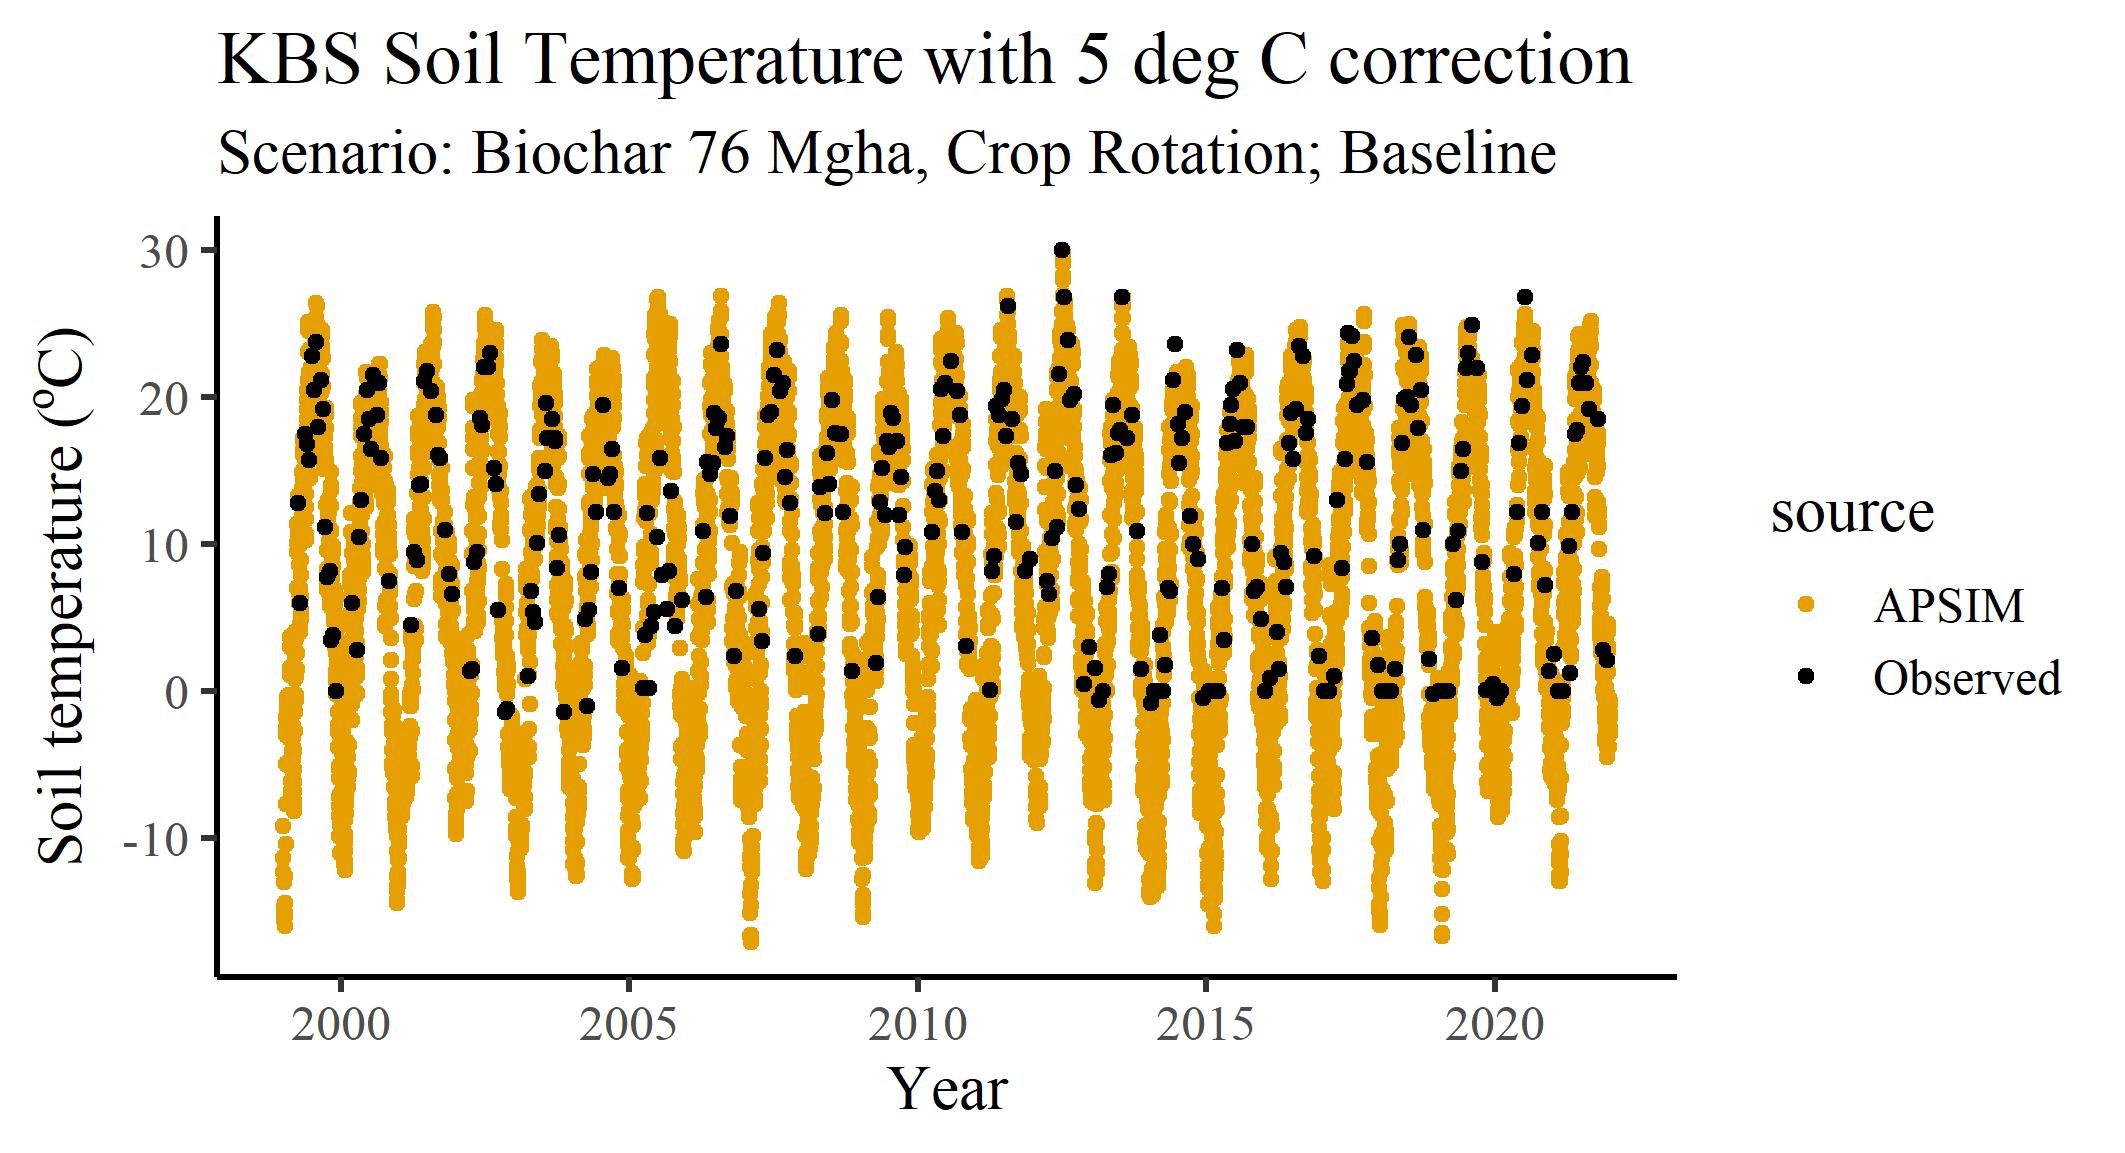 KBS Soil Temperature with 5 deg C correction
Scenario: Biochar 76 Mgha, Crop Rotation; Baseline
Soil temperature (ºC)
30
20
10
0
-10
2000 2005 2010 2015 2020
Year
source
APSIM
Observed